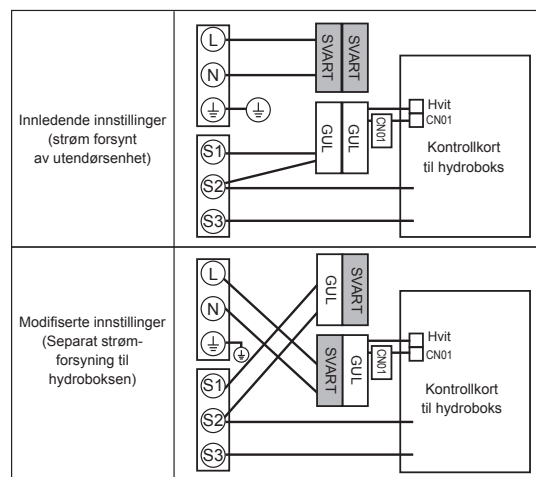 Innledende innstillinger
(strøm forsynt
av utendørsenhet)
L
N
S1
S2
S3
SVART
SVART
GUL
GUL
CN01
Hvit
CN01
Kontrollkort
til hydroboks
Modifiserte innstillinger
(Separat strøm-
forsyning til
hydroboksen)
L
N
S1
S2
S3
GUL
SVART
SVART
GUL
CN01
Hvit
CN01
Kontrollkort
til hydroboks